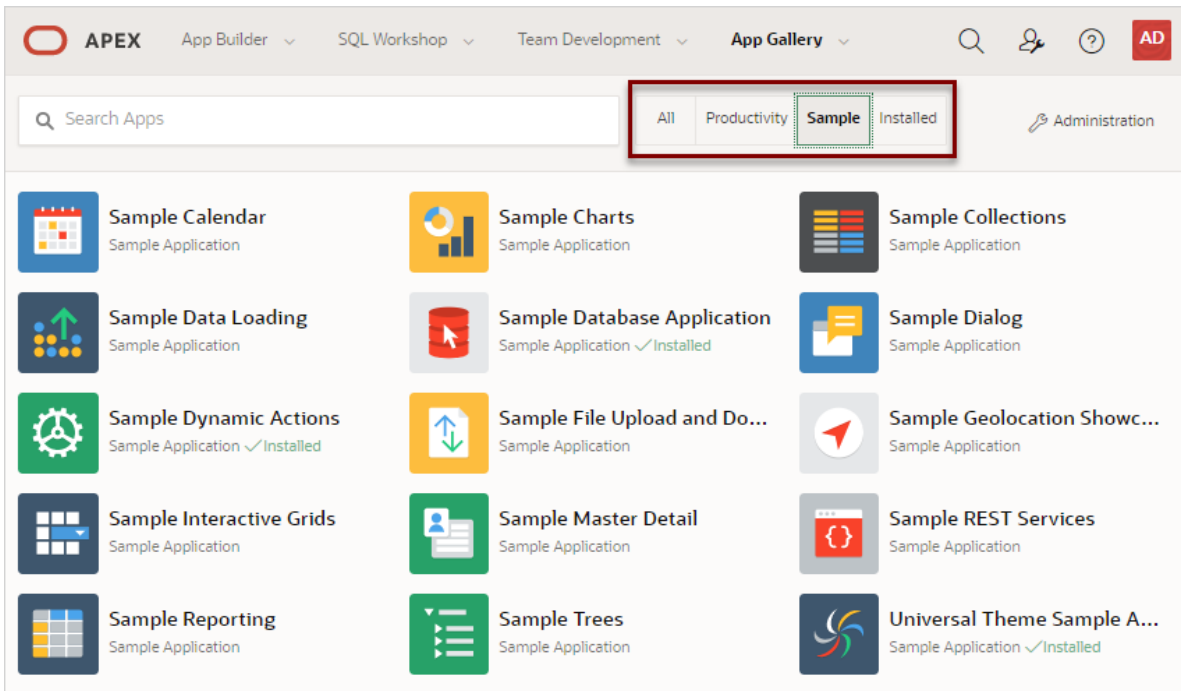 APEX App Builder SQL Workshop Team Development App Gallery AD
Search Apps All Productivity Sample Installed Administration
Sample Calendar Sample Charts Sample Collections
Sample Application Sample Application Sample Application
Sample Data Loading Sample Database Application Sample Dialog
Sample Application Sample Application Installed Sample Application
Sample Dynamic Actions Sample File Upload and Do... Sample Geolocation Showc...
Sample Application Installed Sample Application Sample Application
Sample Interactive Grids Sample Master Detail Sample REST Services
Sample Application Sample Application Sample Application
Sample Reporting Sample Trees Universal Theme Sample A...
Sample Application Sample Application Sample Application Installed